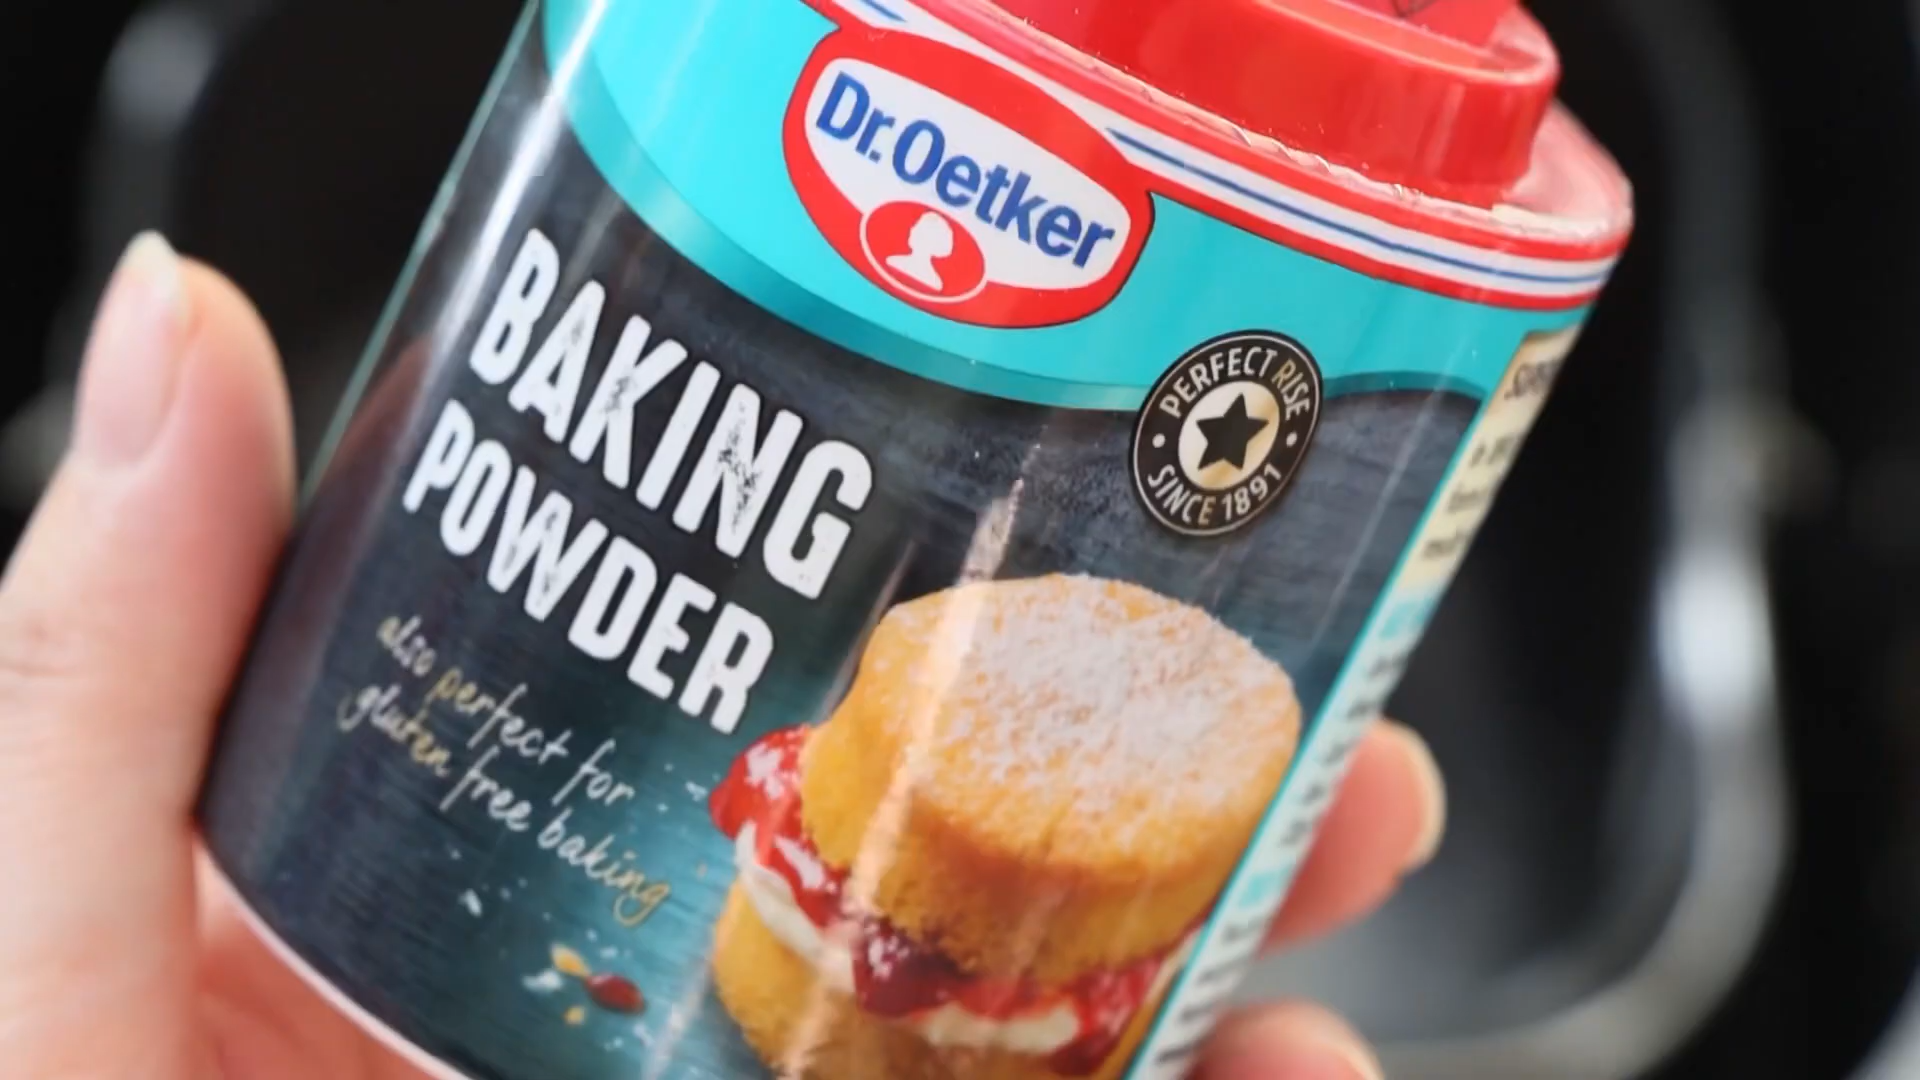 Dr.Oetker
PERFECT RISE
SINCE 1891
BAKING
POWDER
also perfect for
gluten free baking